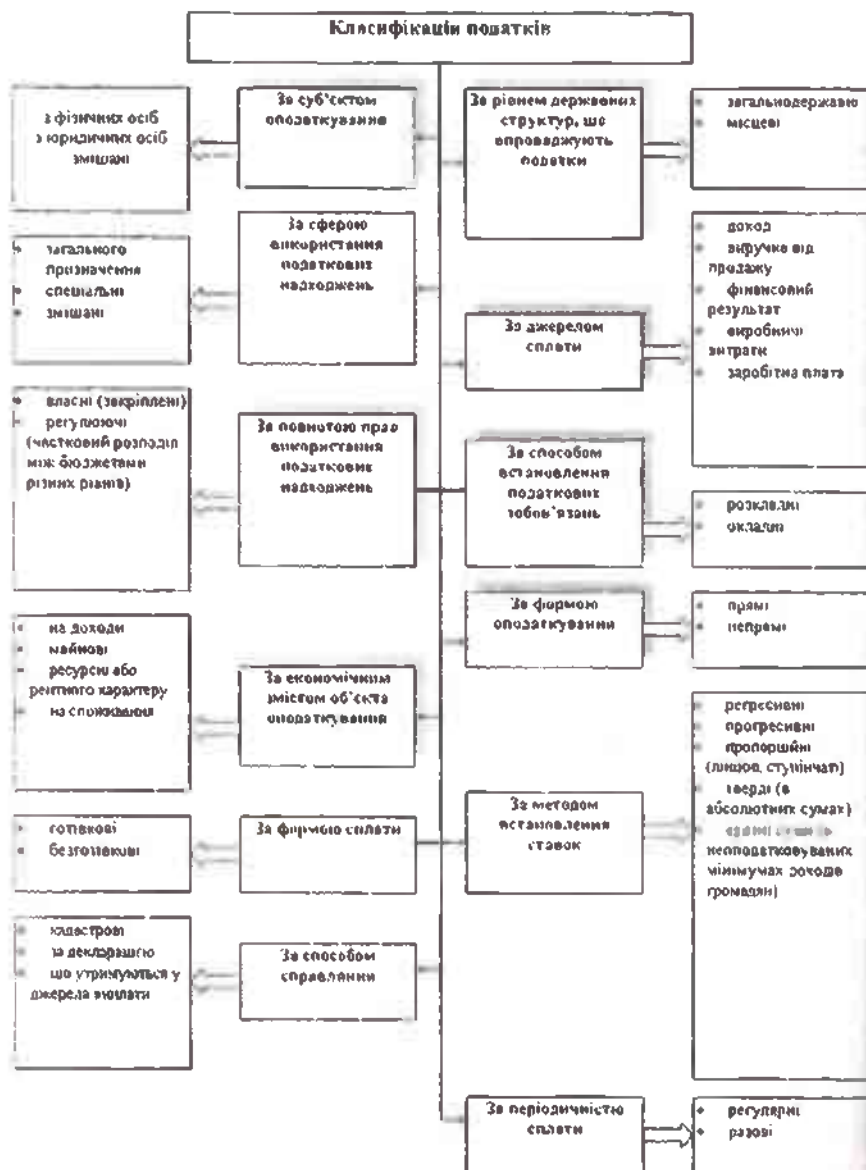 Класифікація податків
За суб'єктом
оподаткування
з фізичних осіб
з юридичних осіб
змішані
За рівнем державних
структур, що
впроваджують
податки
загальнодержавні
місцеві
За сферою
використання
податкових
надходжень
загального
призначення
спеціальні
змішані
За джерелом
сплати
доход
виручка від
продажу
фінансовий
результат
виробничі
витрати
заробітна плата
За повнотою прав
використання
податкових
надходжень
власні (закріплені)
регулюючі
(частковий розподіл
між бюджетами
різних рівнів)
За способом
встановлення
податкових
зобов'язань
розкладні
окладні
За формою
оподаткування
прямі
непрямі
За економічним
змістом об'єкта
оподаткування
на доходи
майнові
ресурсні або
рентного характеру
на споживання
За методом
встановлення
ставок
регресивні
прогресивні
пропорційні
ступінчаті)
тверді (в
абсолютних сумах)
неоподатковуваних
мінімумах доходів
громадян)
За формою сплати
готівкові
безготівкові
За способом
справляння
кадастрові
за декларацією
що утримуються у
джерела виплати
За періодичністю
сплати
регулярні
разові